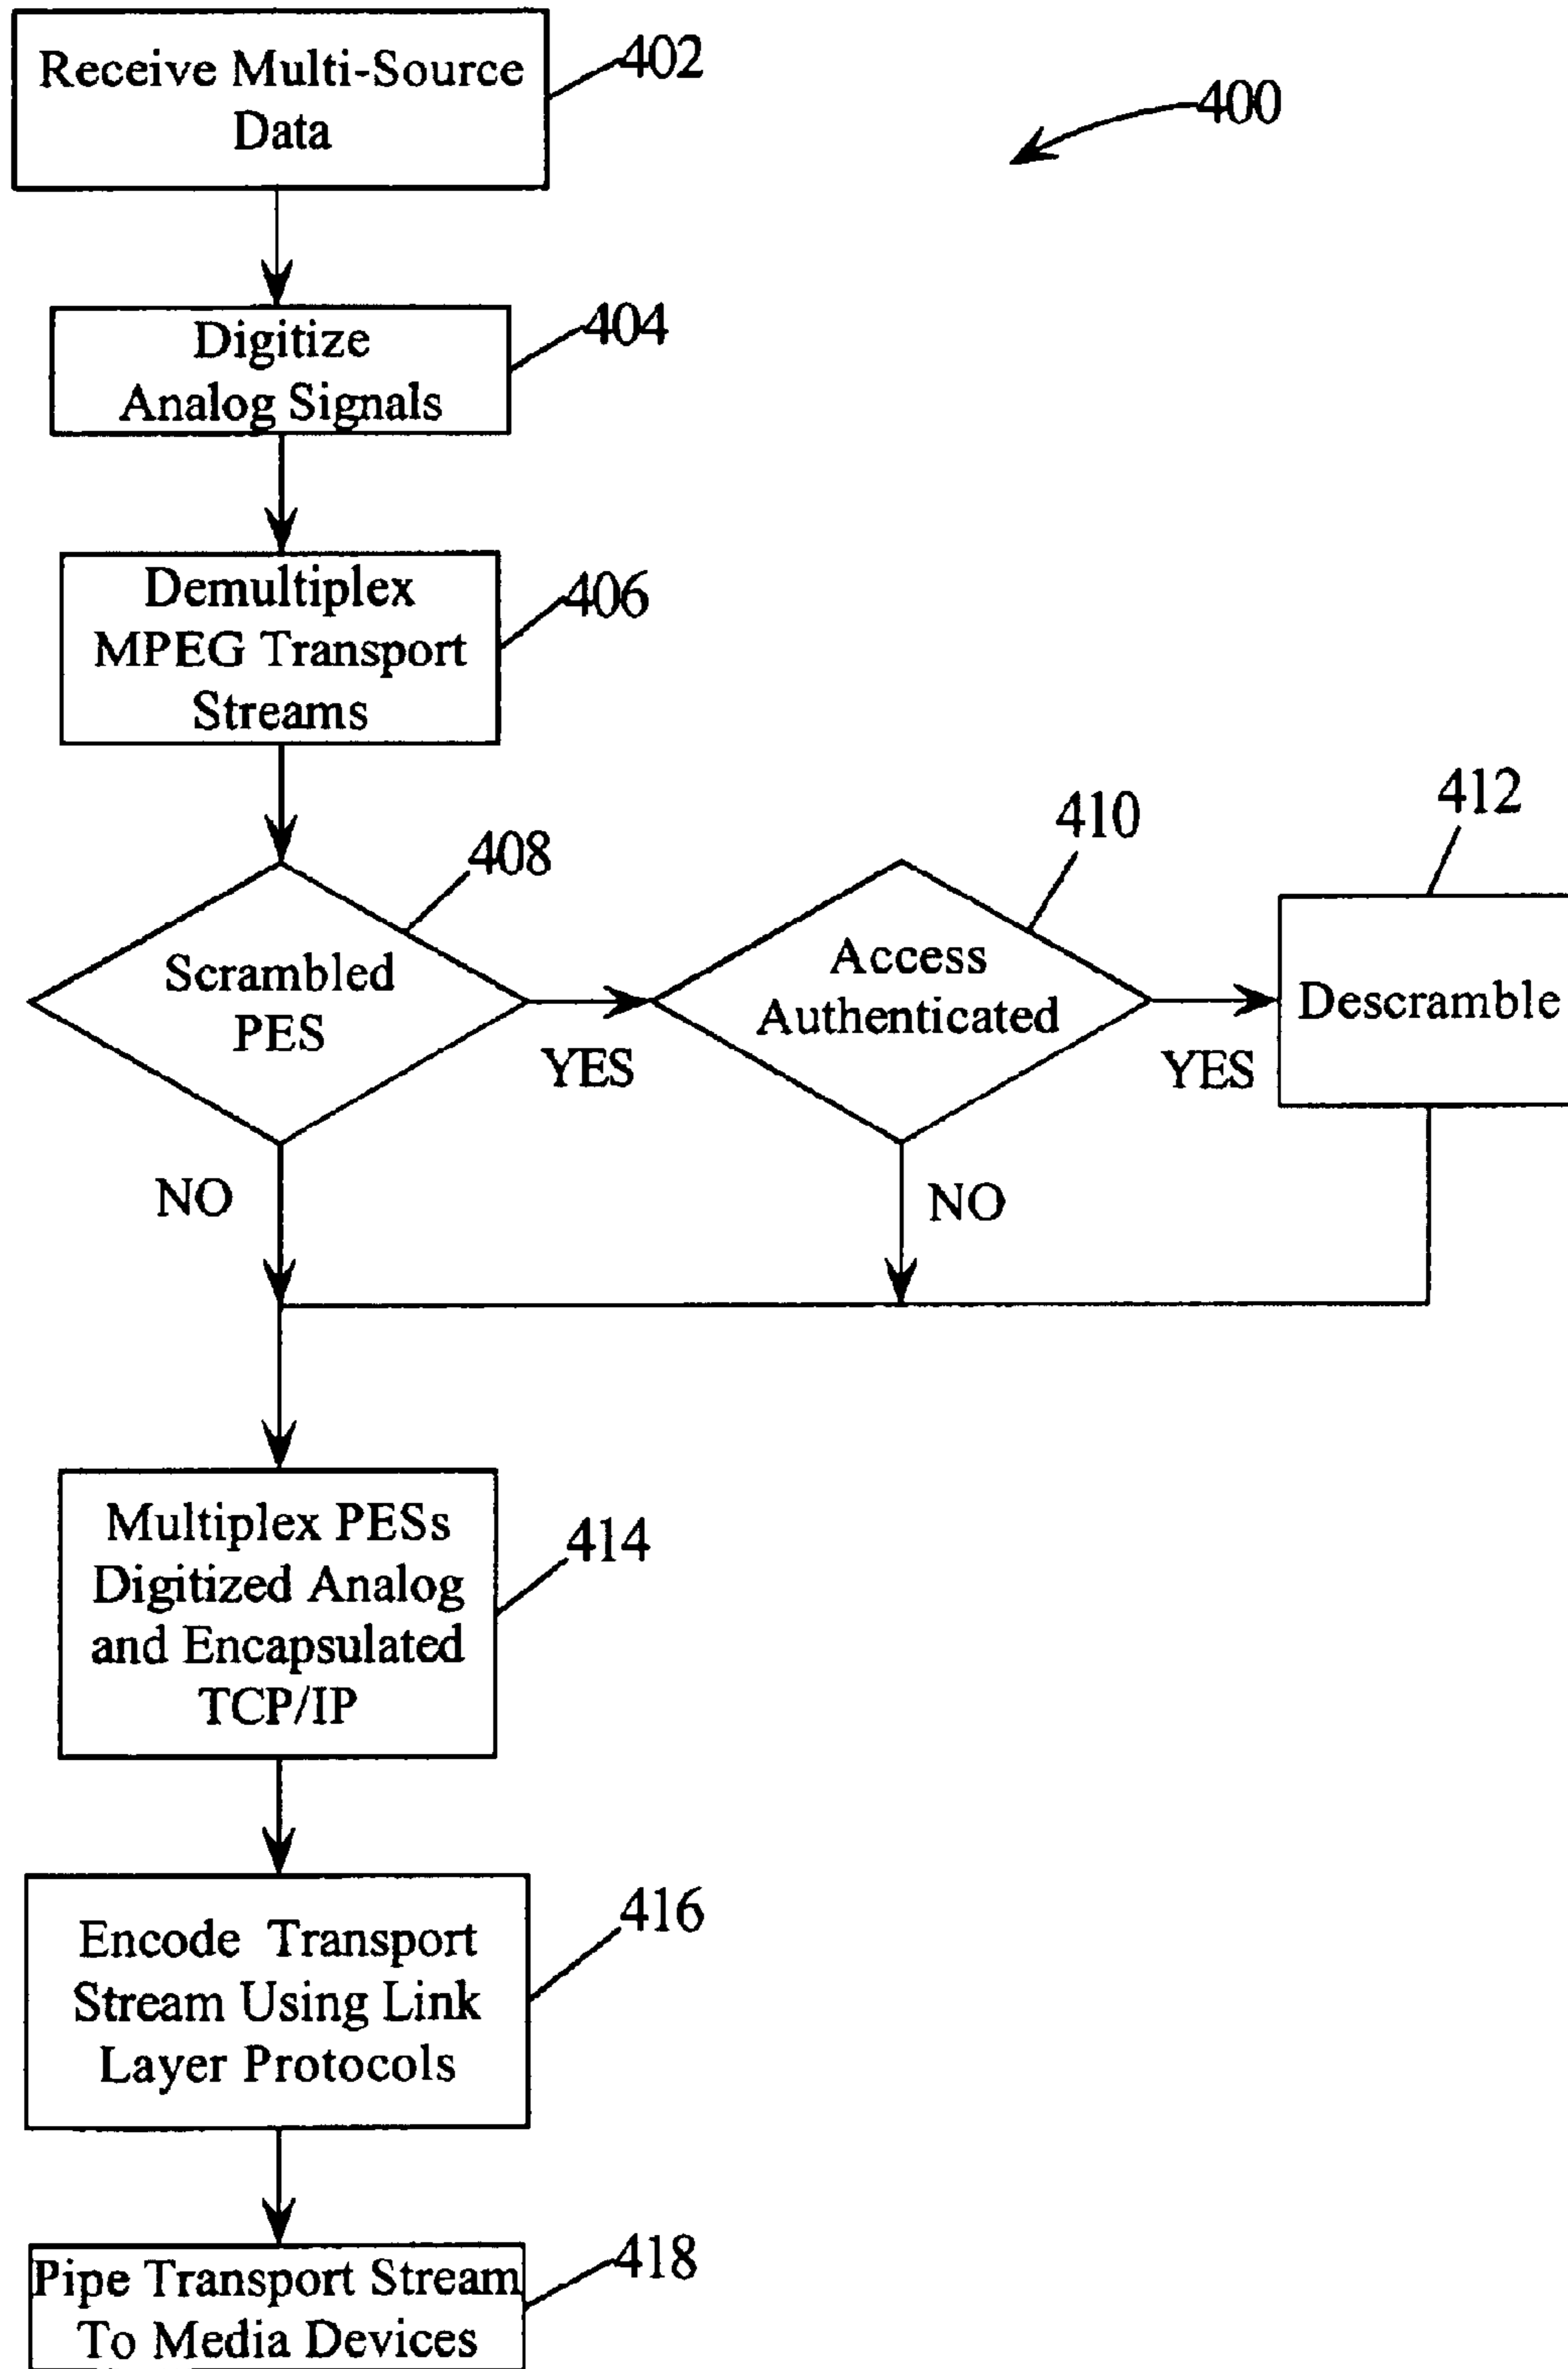 Receive Multi-Source
Data
402
400
Digitize
Analog Signals
404
Demultiplex
MPEG Transport
Streams
406
Scrambled
PES
408
YES
NO
Access
Authenticated
410
YES
NO
Descramble
412
Multiplex PESs
Digitized Analog
and Encapsulated
TCP/IP
414
Encode Transport
Stream Using Link
Layer Protocols
416
Pipe Transport Stream
To Media Devices
418